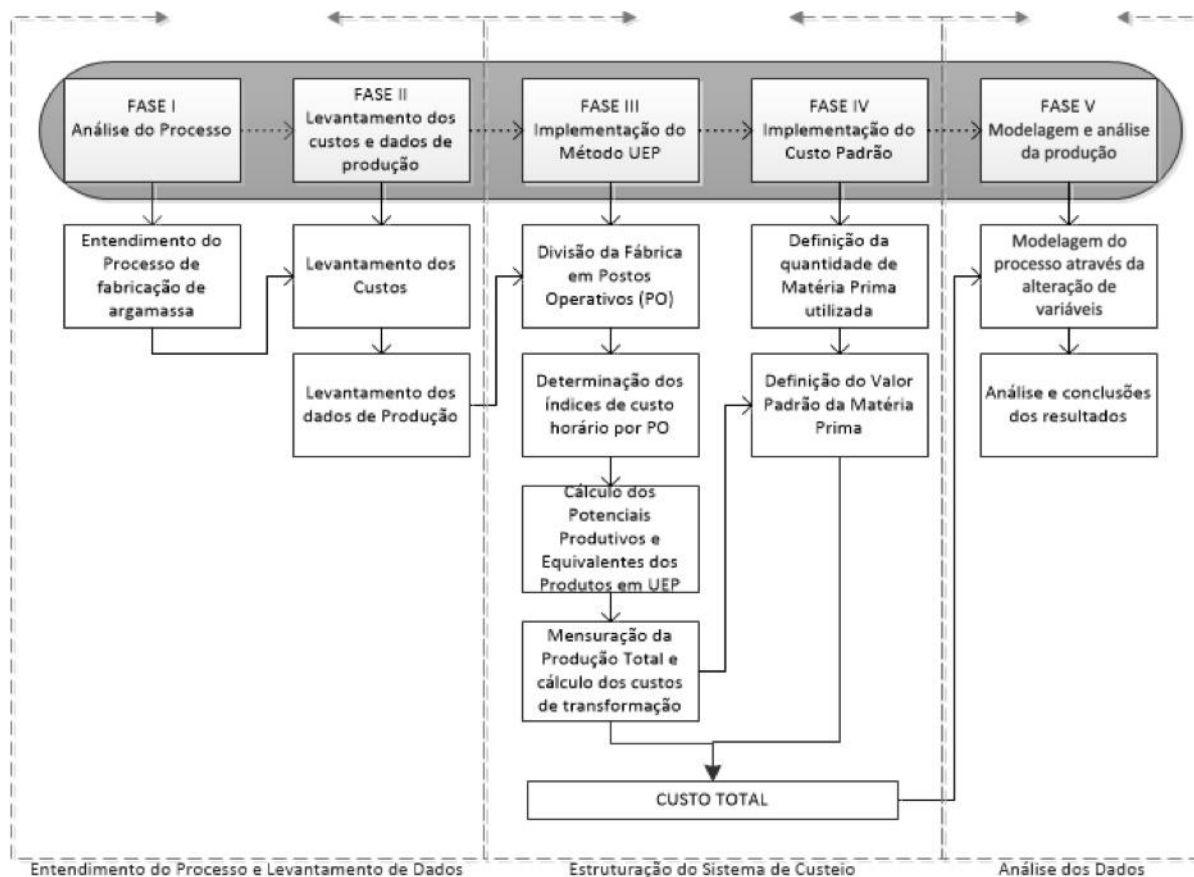 FASE I
Análise do Processo
FASE II
Levantamento dos
custos e dados de
produção
FASE III
Implementação do
Método UEP
FASE IV
Implementação do
Custo Padrão
FASE V
Modelagem e análise
da produção
Entendimento do
Processo de
fabricação de
argamassa
Levantamento dos
Custos
Levantamento dos
dados de Produção
Divisão da Fábrica
em Postos
Operativos (PO)
Determinação dos
índices de custo
horário por PO
Cálculo dos
Potenciais
Produtivos e
Equivalentes dos
Produtos em UEP
Mensuração da
Produção Total e
cálculo dos custos
de transformação
Definição da
quantidade de
Matéria Prima
utilizada
Definição do Valor
Padrão da Matéria
Prima
CUSTO TOTAL
Modelagem do
processo através da
alteração de
variáveis
Análise e conclusões
dos resultados
Entendimento do Processo e Levantamento de Dados
Estruturação do Sistema de Custeio
Análise dos Dados